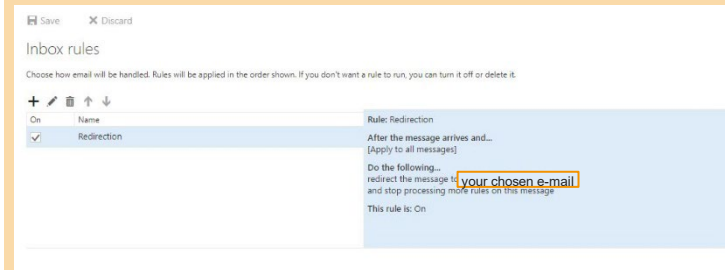 Save Discard
Inbox rules
Choose how email will be handled. Rules will be applied in the order shown. If you don't want a rule to run, you can turn it off or delete it.
On Name
Redirection
Rule: Redirection
After the message arrives and...
[Apply to all messages]
Do the following...
redirect the message to your chosen e-mail
and stop processing more rules on this message
This rule is: On